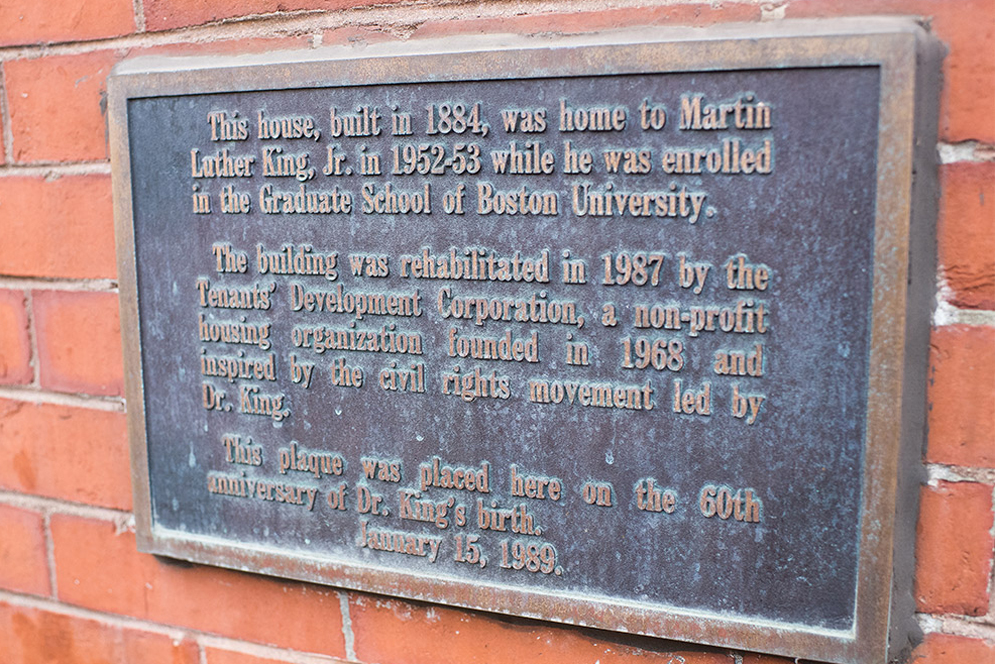 This house, built in 1884, was home to Martin
Luther King, Jr. in 1952-53 while he was enrolled
in the Graduate School of Boston University.
The building was rehabilitated in 1987 by the
Tenants' Development Corporation, a non-profit
housing organization founded in 1968 and
inspired by the civil rights movement led by
Dr. King.
This plaque was placed here on the 60th
anniversary of Dr. King's birth.
January 15, 1989.